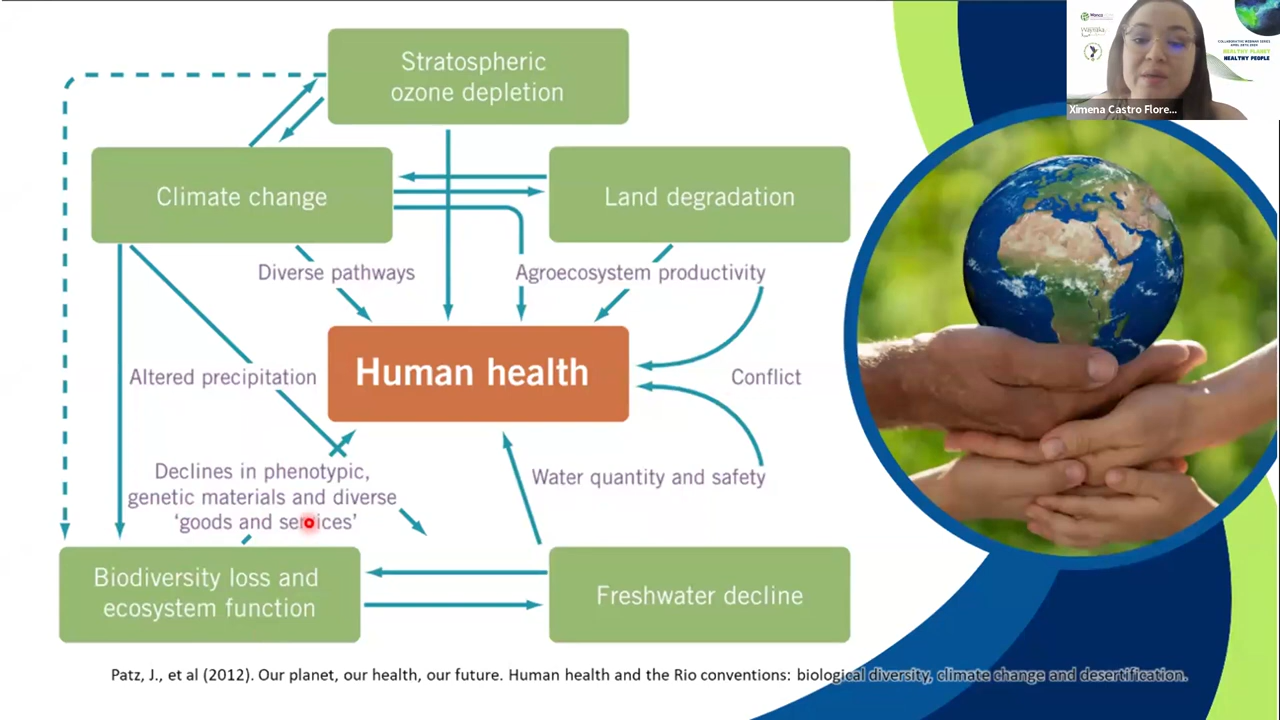 Stratospheric
ozone depletion
Climate change
Land degradation
Diverse pathways
Agroecosystem productivity
Human health
Altered precipitation
Conflict
Declines in phenotypic,
genetic materials and diverse
‘goods and services’
Water quantity and safety
Biodiversity loss and
ecosystem function
Freshwater decline
Patz, J., et al (2012). Our planet, our health, our future. Human health and the Rio conventions: biological diversity, climate change and desertification.
COLLABORATIVE WEBINAR SERIES
HEALTHY PLANET
HEALTHY PEOPLE
Ximena Castro Flore...